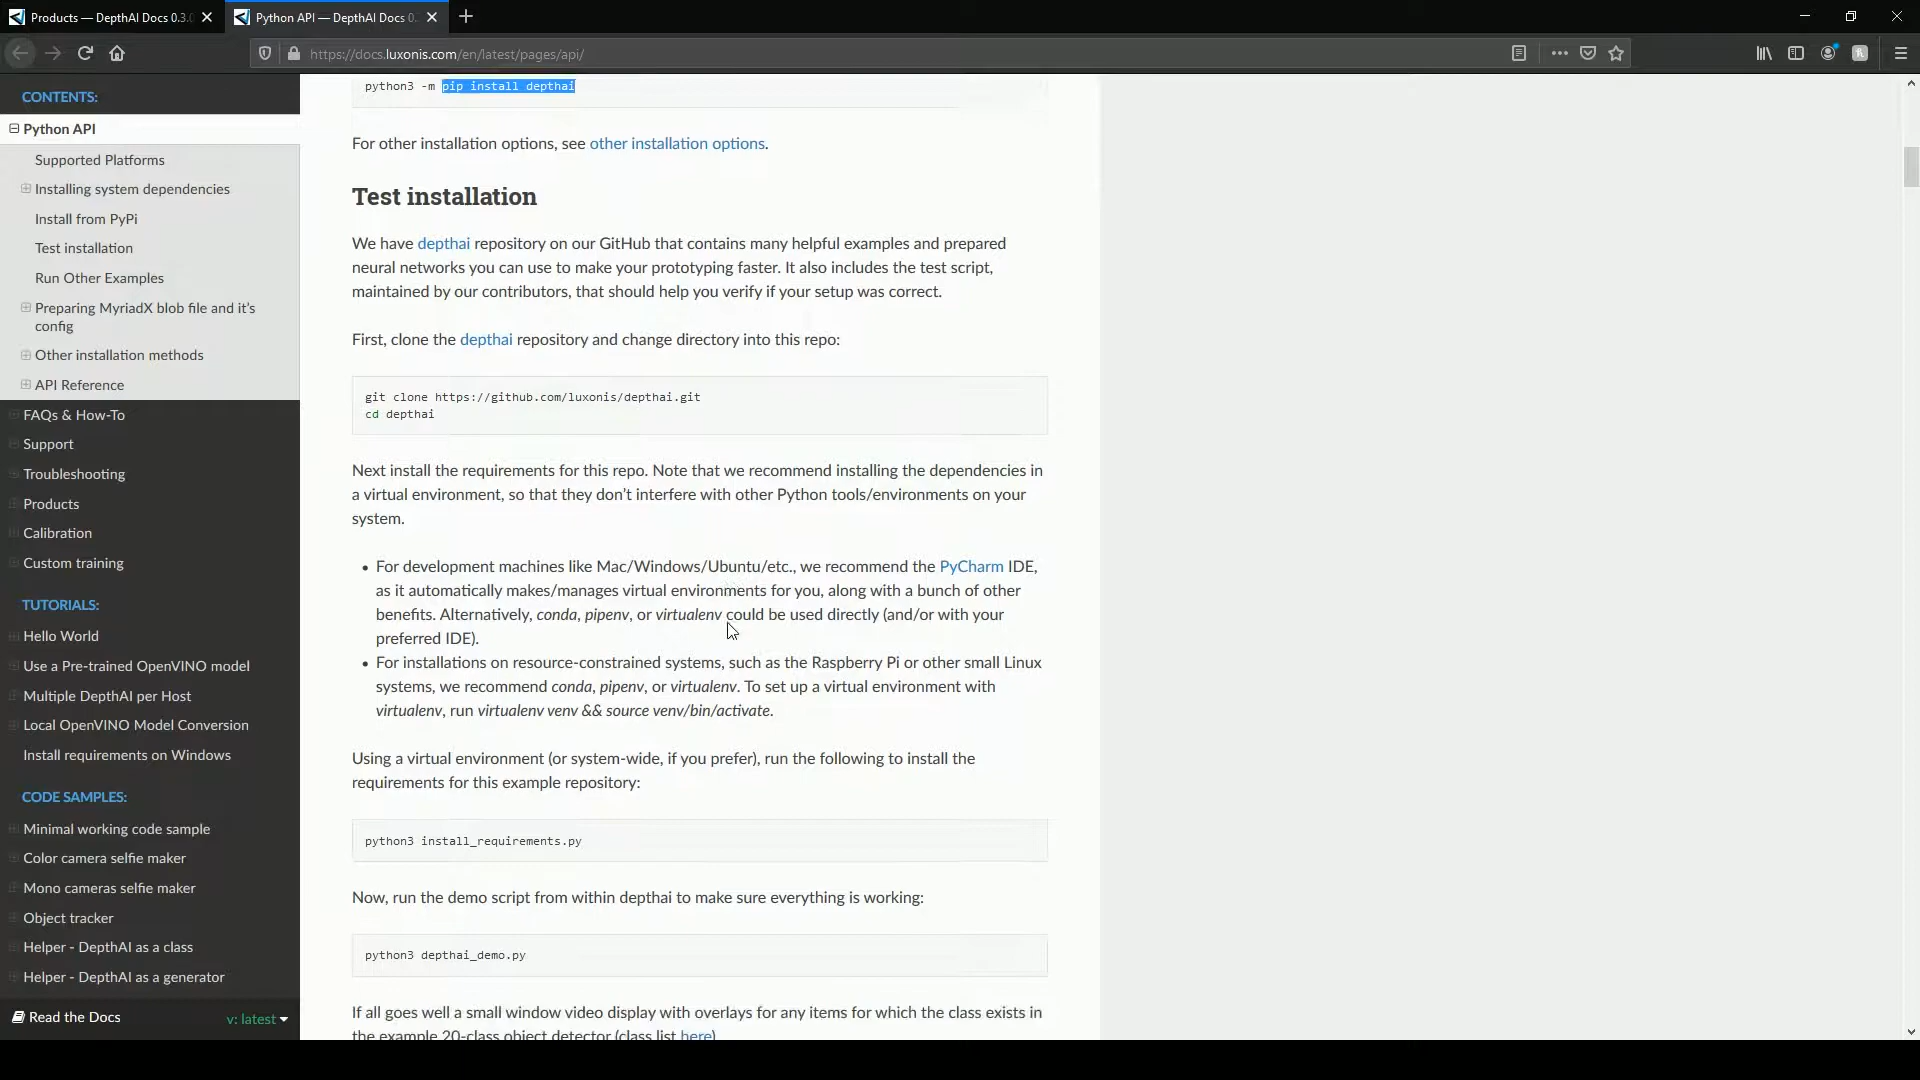 Products — DepthAI Docs 0.3.0
Python API — DepthAI Docs 0.
https://docs.luxonis.com/en/latest/pages/api/
CONTENTS:
Python API
Supported Platforms
Installing system dependencies
Install from PyPi
Test installation
Run Other Examples
Preparing MyriadX blob file and it's
config
Other installation methods
API Reference
FAQs & How-To
Support
Troubleshooting
Products
Calibration
Custom training
TUTORIALS:
Hello World
Use a Pre-trained OpenVINO model
Multiple DepthAI per Host
Local OpenVINO Model Conversion
Install requirements on Windows
CODE SAMPLES:
Minimal working code sample
Color camera selfie maker
Mono cameras selfie maker
Object tracker
Helper - DepthAI as a class
Helper - DepthAI as a generator
Read the Docs
v: latest
python3 -m pip install depthai
For other installation options, see other installation options.
Test installation
We have depthai repository on our GitHub that contains many helpful examples and prepared
neural networks you can use to make your prototyping faster. It also includes the test script,
maintained by our contributors, that should help you verify if your setup was correct.
First, clone the depthai repository and change directory into this repo:
git clone https://github.com/luxonis/depthai.git
cd depthai
Next install the requirements for this repo. Note that we recommend installing the dependencies in
a virtual environment, so that they don't interfere with other Python tools/environments on your
system.
• For development machines like Mac/Windows/Ubuntu/etc., we recommend the PyCharm IDE,
as it automatically makes/manages virtual environments for you, along with a bunch of other
benefits. Alternatively, conda, pipenv, or virtualenv could be used directly (and/or with your
preferred IDE).
• For installations on resource-constrained systems, such as the Raspberry Pi or other small Linux
systems, we recommend conda, pipenv, or virtualenv. To set up a virtual environment with
virtualenv, run virtualenv venv && source venv/bin/activate.
Using a virtual environment (or system-wide, if you prefer), run the following to install the
requirements for this example repository:
python3 install_requirements.py
Now, run the demo script from within depthai to make sure everything is working:
python3 depthai_demo.py
If all goes well a small window video display with overlays for any items for which the class exists in
the example 20-class object detector (class list here)